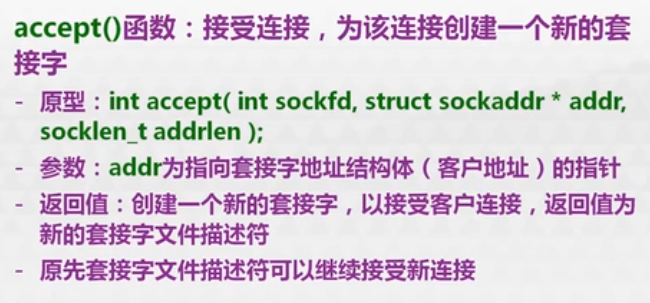 accept()函数：接受连接，为该连接创建一个新的套
接字
- 原型：int accept( int sockfd, struct sockaddr * addr,
socklen_t addrlen );
- 参数：addr为指向套接字地址结构体（客户地址）的指针
- 返回值：创建一个新的套接字，以接受客户连接，返回值为
新的套接字文件描述符
- 原先套接字文件描述符可以继续接受新连接